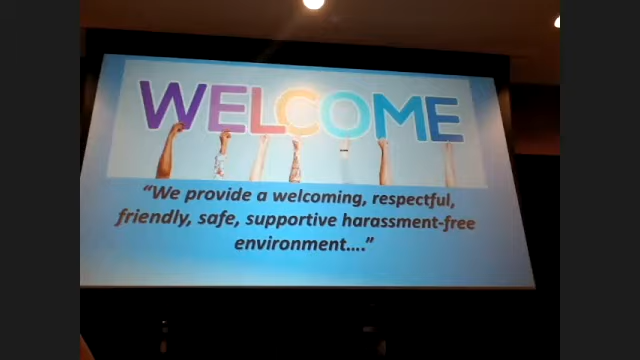 WELCOME
“We provide a welcoming, respectful,
friendly, safe, supportive harassment-free
environment....”